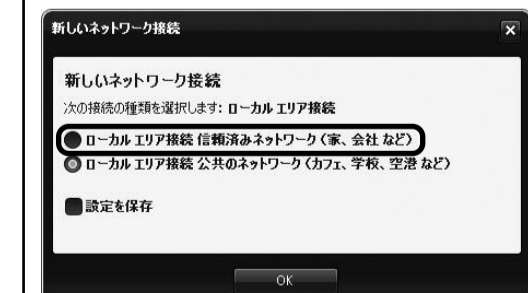 新しいネットワーク接続
新しいネットワーク接続
次の接続の種類を選択します: ローカル エリア接続
ローカル エリア接続 信頼済みネットワーク（家、会社 など）
ローカル エリア接続 公共のネットワーク（カフェ、学校、空港 など）
設定を保存
OK